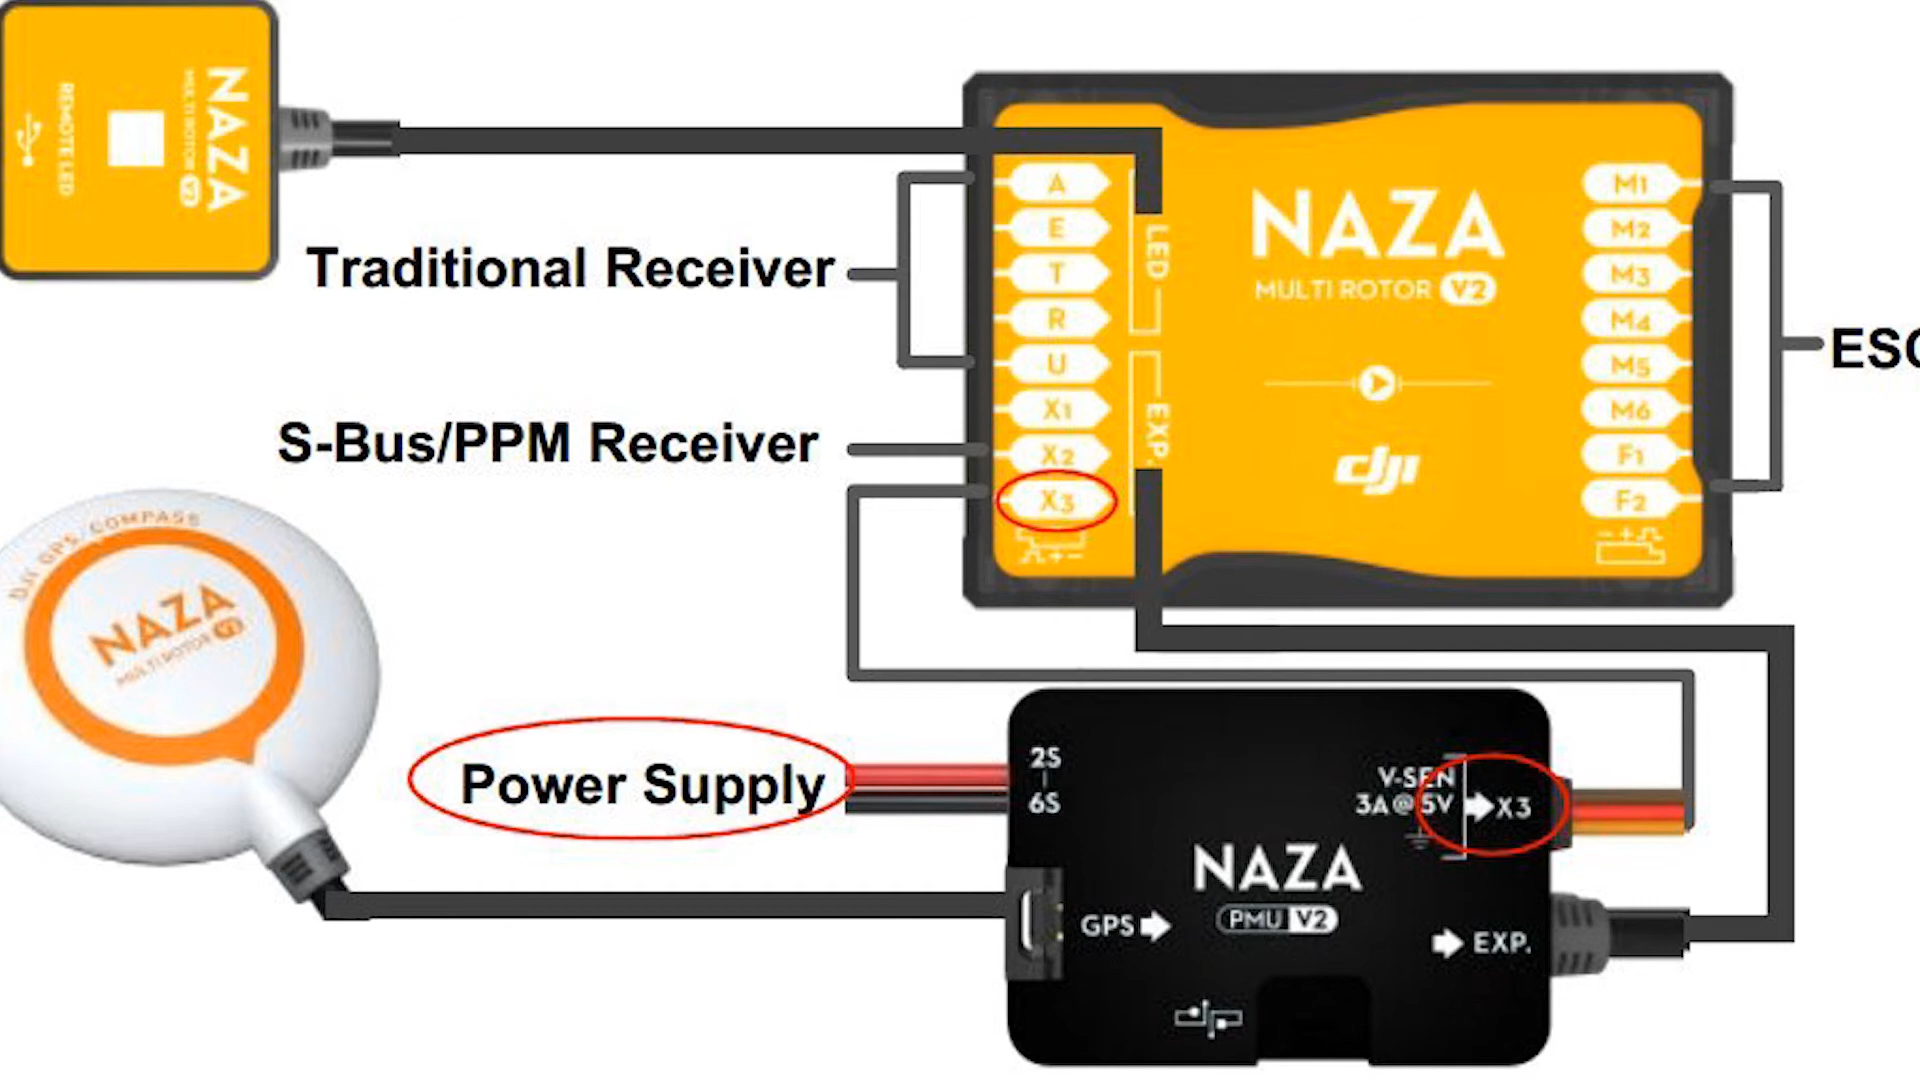 NAZA
MULTI ROTOR V2
REMOTE LED
A
E
T
R
U
X1
X2
X3
LED
EXP.
NAZA
MULTI ROTOR V2
dji
M1
M2
M3
M4
M5
M6
F1
F2
Traditional Receiver
S-Bus/PPM Receiver
ESC
DJI GPS/COMPASS
NAZA
MULTI ROTOR V2
Power Supply
2S
6S
V-SEN
3A@5V
X3
NAZA
PMU V2
GPS
EXP.